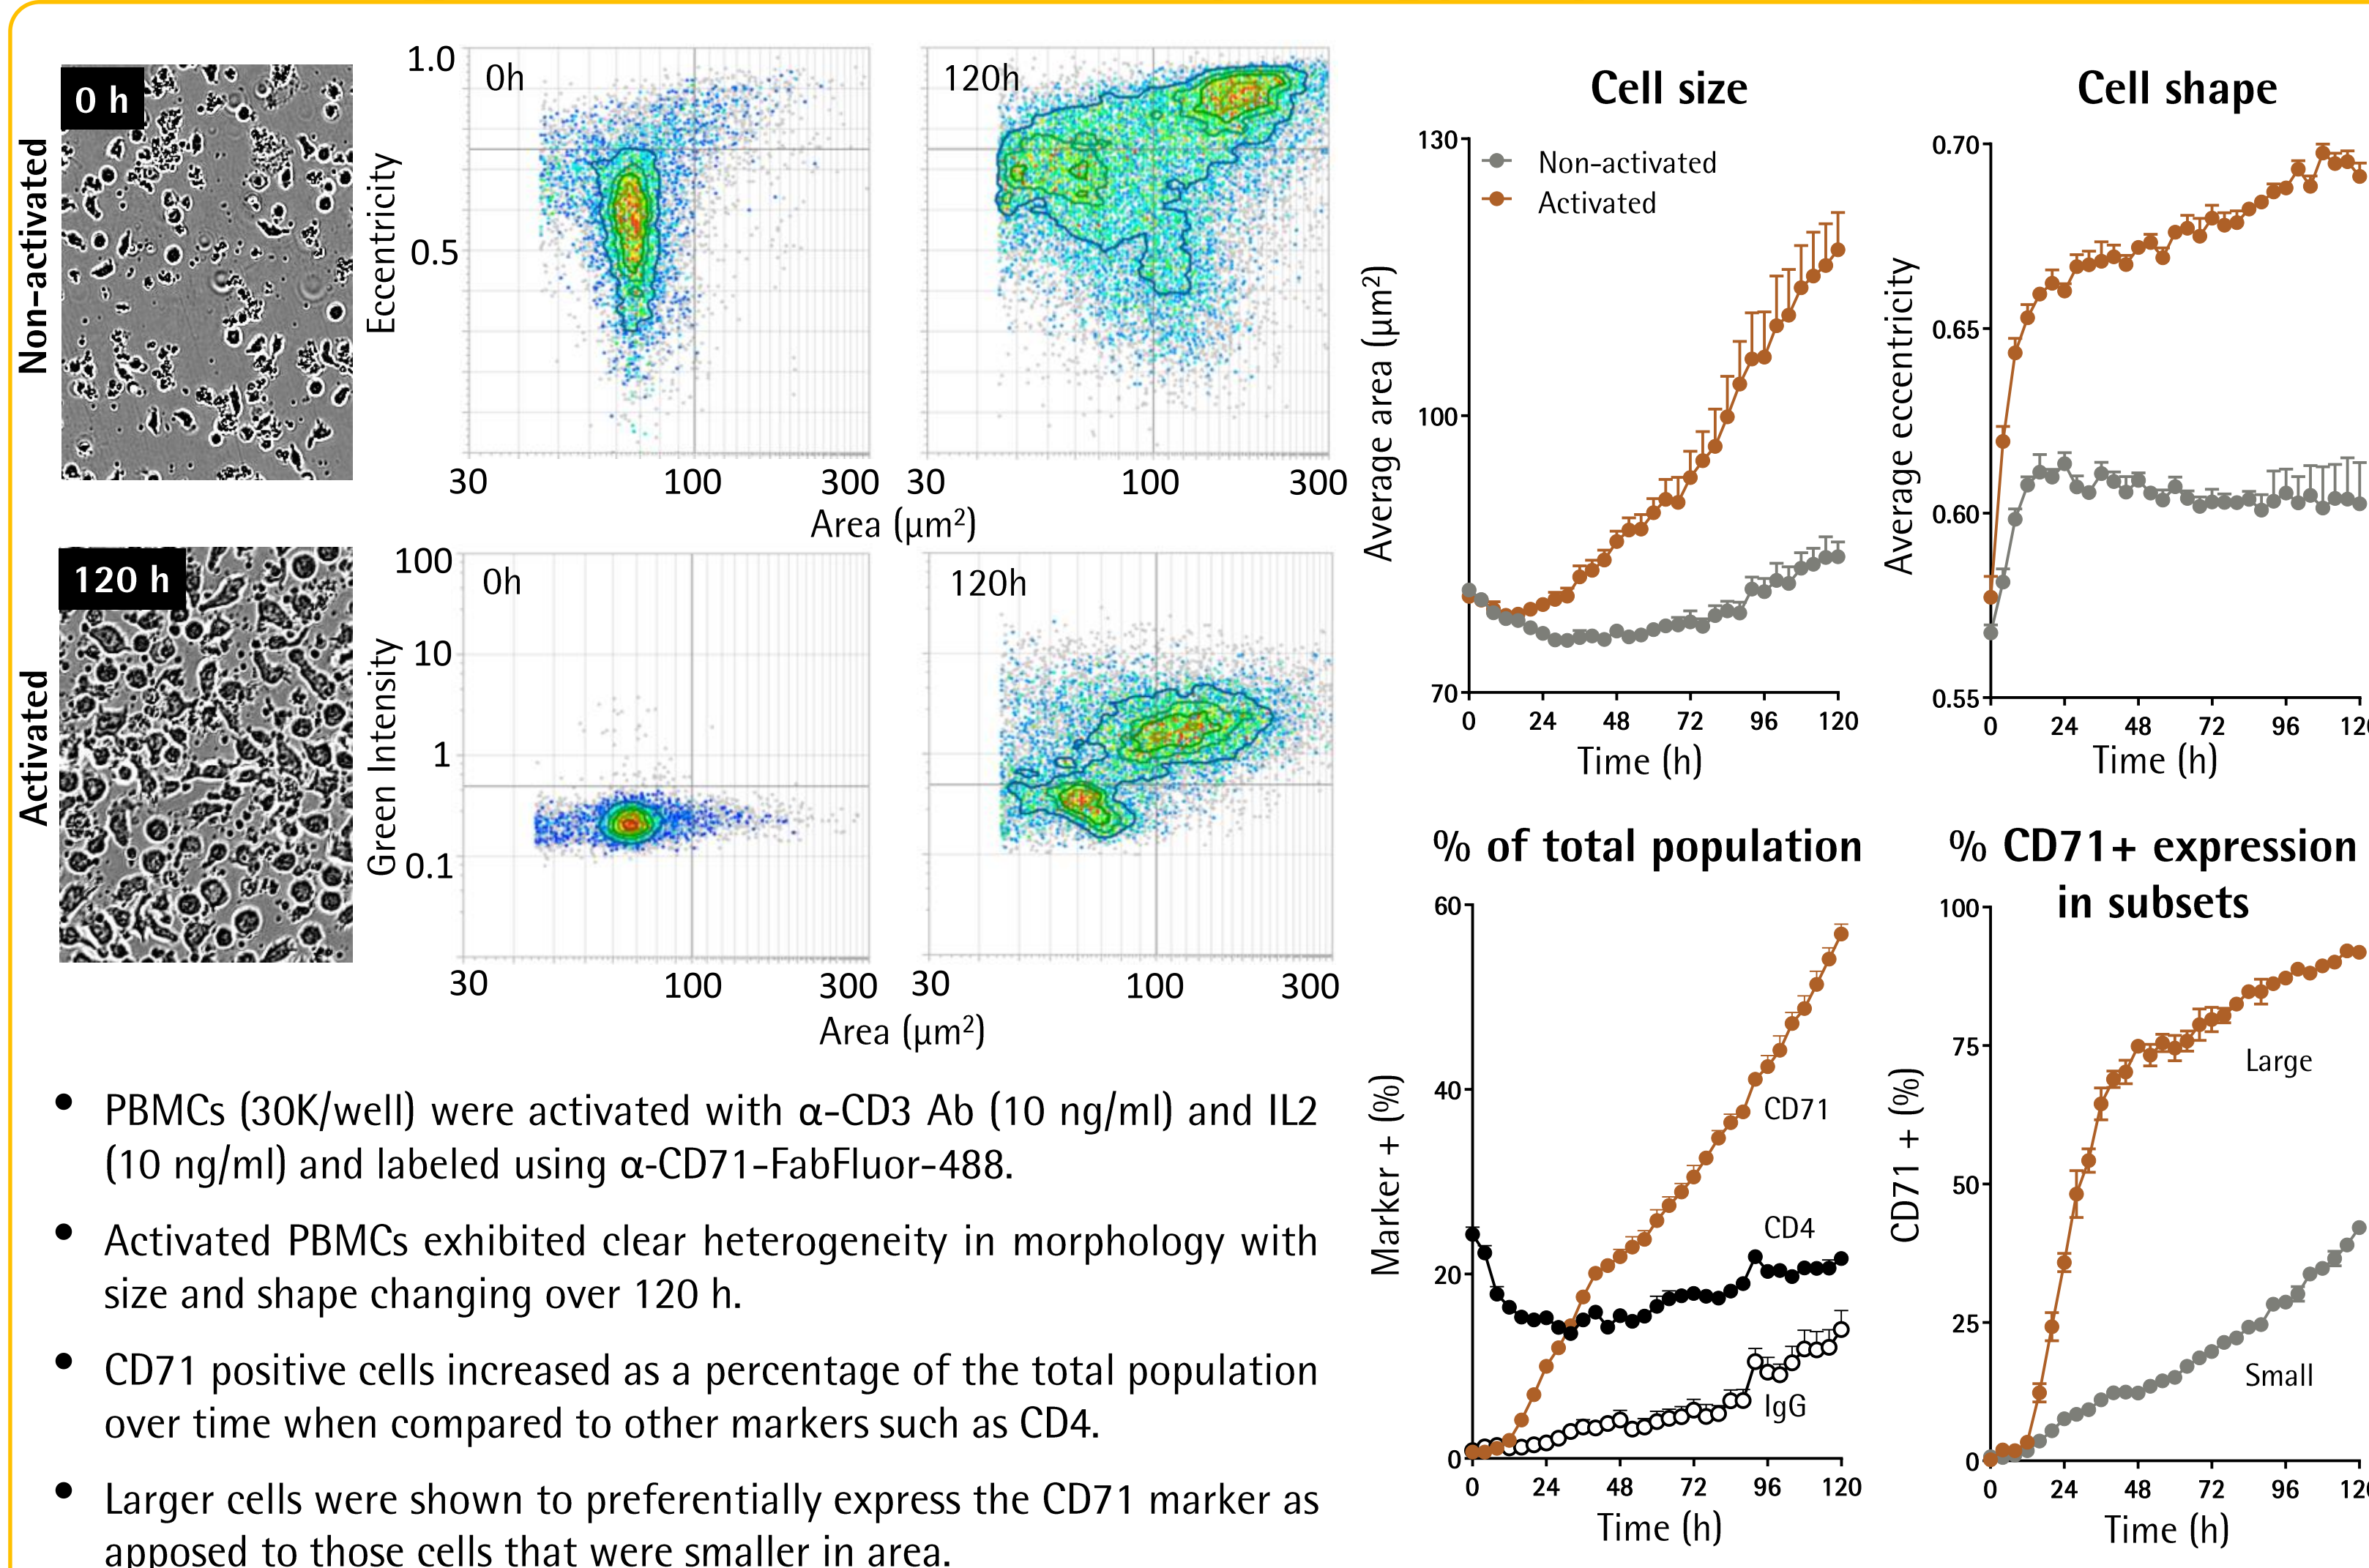 Non-activated
0 h
Eccentricity
1.0
0.5
0h
120h
30
100
300
30
100
300
Area (µm²)
Activated
120 h
Green Intensity
100
10
1
0.1
0h
120h
30
100
300
30
100
300
Area (µm²)
• PBMCs (30K/well) were activated with α-CD3 Ab (10 ng/ml) and IL2
(10 ng/ml) and labeled using α-CD71-FabFluor-488.
• Activated PBMCs exhibited clear heterogeneity in morphology with
size and shape changing over 120 h.
• CD71 positive cells increased as a percentage of the total population
over time when compared to other markers such as CD4.
• Larger cells were shown to preferentially express the CD71 marker as
apposed to those cells that were smaller in area.
Cell size
Average area (µm²)
130
100
70
Non-activated
Activated
0 24 48 72 96 120
Time (h)
Cell shape
Average eccentricity
0.70
0.65
0.60
0.55
0 24 48 72 96 120
Time (h)
% of total population
Marker + (%)
60
40
20
0
CD71
CD4
IgG
0 24 48 72 96 120
Time (h)
% CD71+ expression
in subsets
CD71 + (%)
100
75
50
25
0
Large
Small
0 24 48 72 96 120
Time (h)